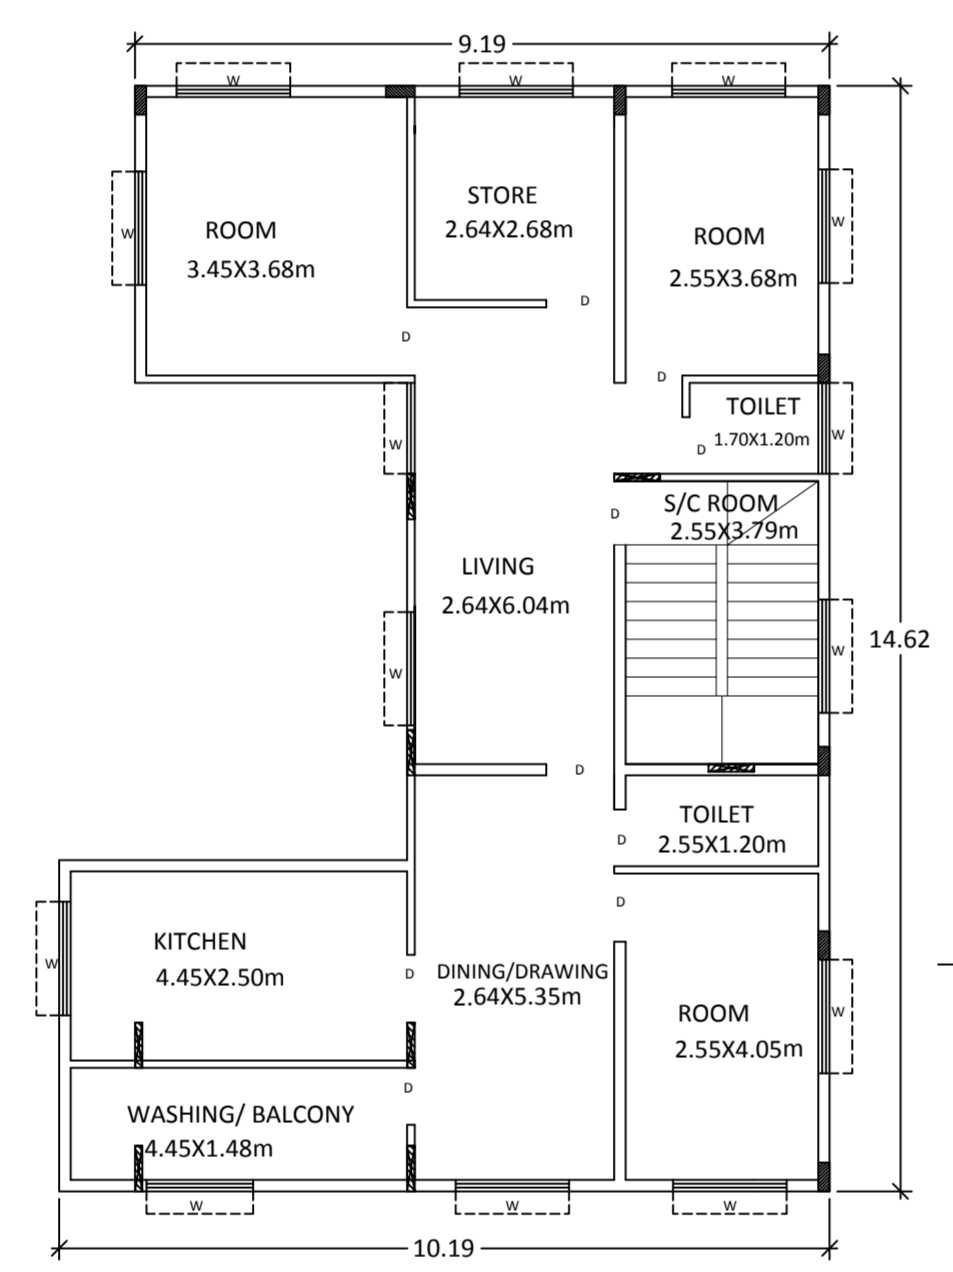 9.19
W
W
W
STORE
2.64X2.68m
ROOM
3.45X3.68m
ROOM
2.55X3.68m
W
W
D
D
D
TOILET
1.70X1.20m
W
W
D
S/C ROOM
2.55X3.79m
D
LIVING
2.64X6.04m
14.62
W
W
D
TOILET
2.55X1.20m
D
D
KITCHEN
4.45X2.50m
W
D
DINING/DRAWING
2.64X5.35m
ROOM
2.55X4.05m
W
D
WASHING/ BALCONY
4.45X1.48m
W
W
W
10.19